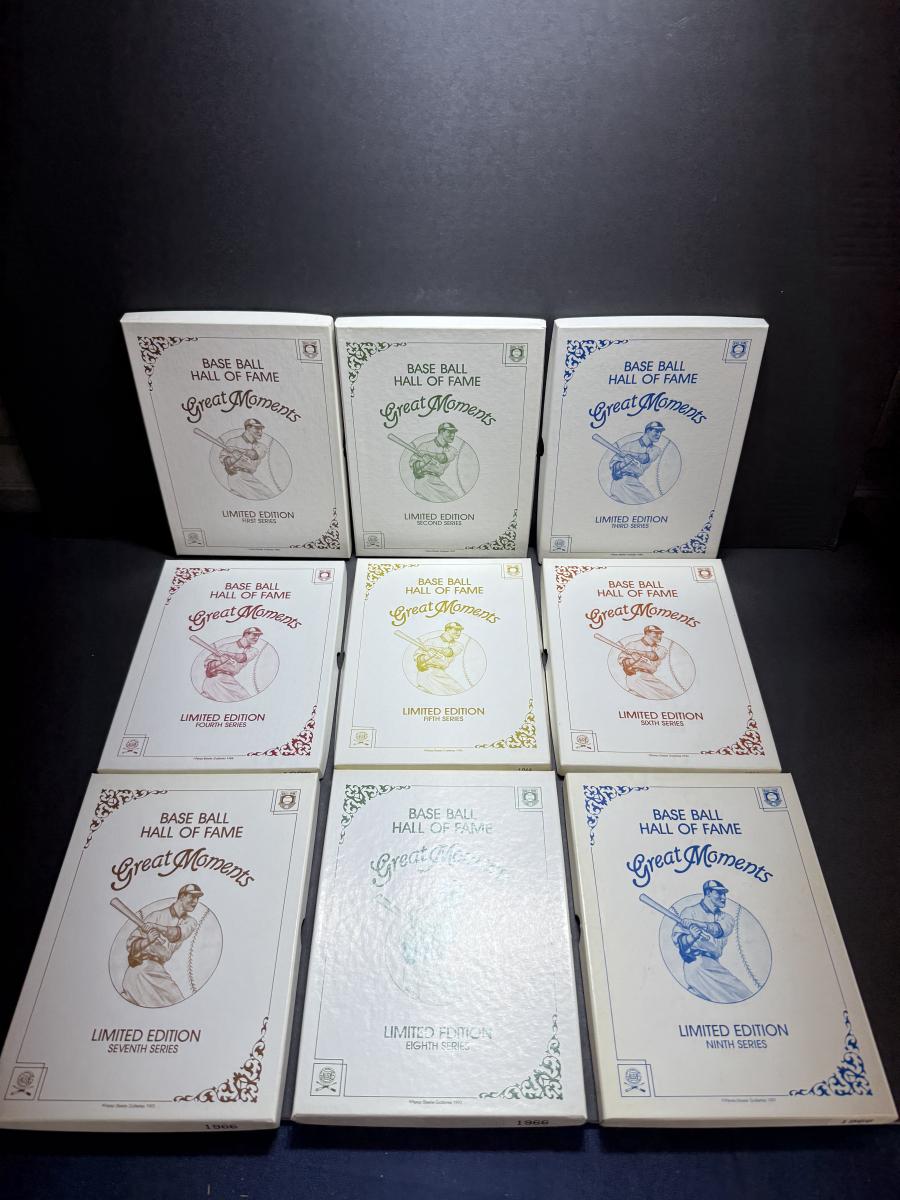 BASE BALL
HALL OF FAME
Great Moments
LIMITED EDITION
FIRST SERIES
BASE BALL
HALL OF FAME
Great Moments
LIMITED EDITION
SECOND SERIES
BASE BALL
HALL OF FAME
Great Moments
LIMITED EDITION
THIRD SERIES
BASE BALL
HALL OF FAME
Great Moments
LIMITED EDITION
FOURTH SERIES
BASE BALL
HALL OF FAME
Great Moments
LIMITED EDITION
FIFTH SERIES
BASE BALL
HALL OF FAME
Great Moments
LIMITED EDITION
SIXTH SERIES
BASE BALL
HALL OF FAME
Great Moments
LIMITED EDITION
SEVENTH SERIES
1966
BASE BALL
HALL OF FAME
Great Moments
LIMITED EDITION
EIGHTH SERIES
1966
BASE BALL
HALL OF FAME
Great Moments
LIMITED EDITION
NINTH SERIES
1966